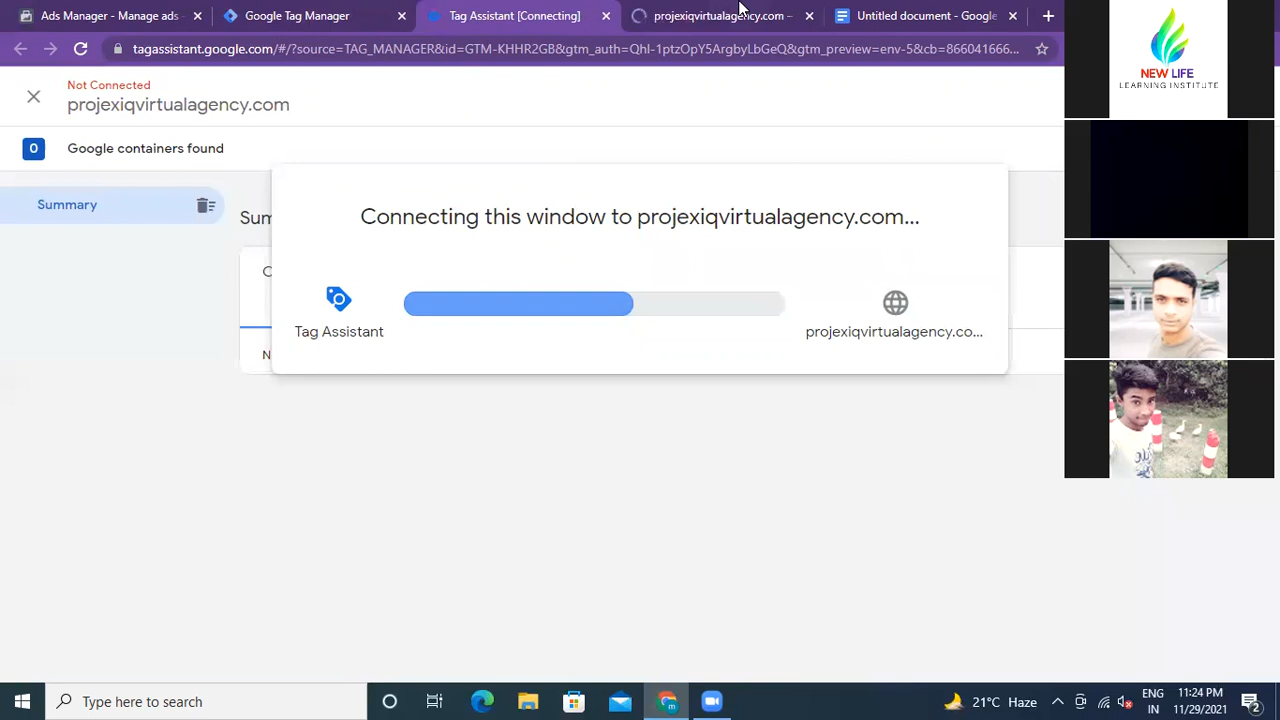 Ads Manager - Manage ads -
Google Tag Manager
Tag Assistant [Connecting]
projexiqvirtualagency.com –
Untitled document - Google
tagassistant.google.com/#/?source=TAG_MANAGER&id=GTM-KHHR2GB&gtm_auth=QhI-1ptzOpY5ArgbyLbGeQ&gtm_preview=env-5&cb=866041666...
Not Connected
projexiqvirtualagency.com
0
Google containers found
Summary
Sum
Connecting this window to projexiqvirtualagency.com...
Tag Assistant
projexiqvirtualagency.co...
NEW LIFE
LEARNING INSTITUTE
Type here to search
21°C Haze
ENG
IN
11:24 PM
11/29/2021
2